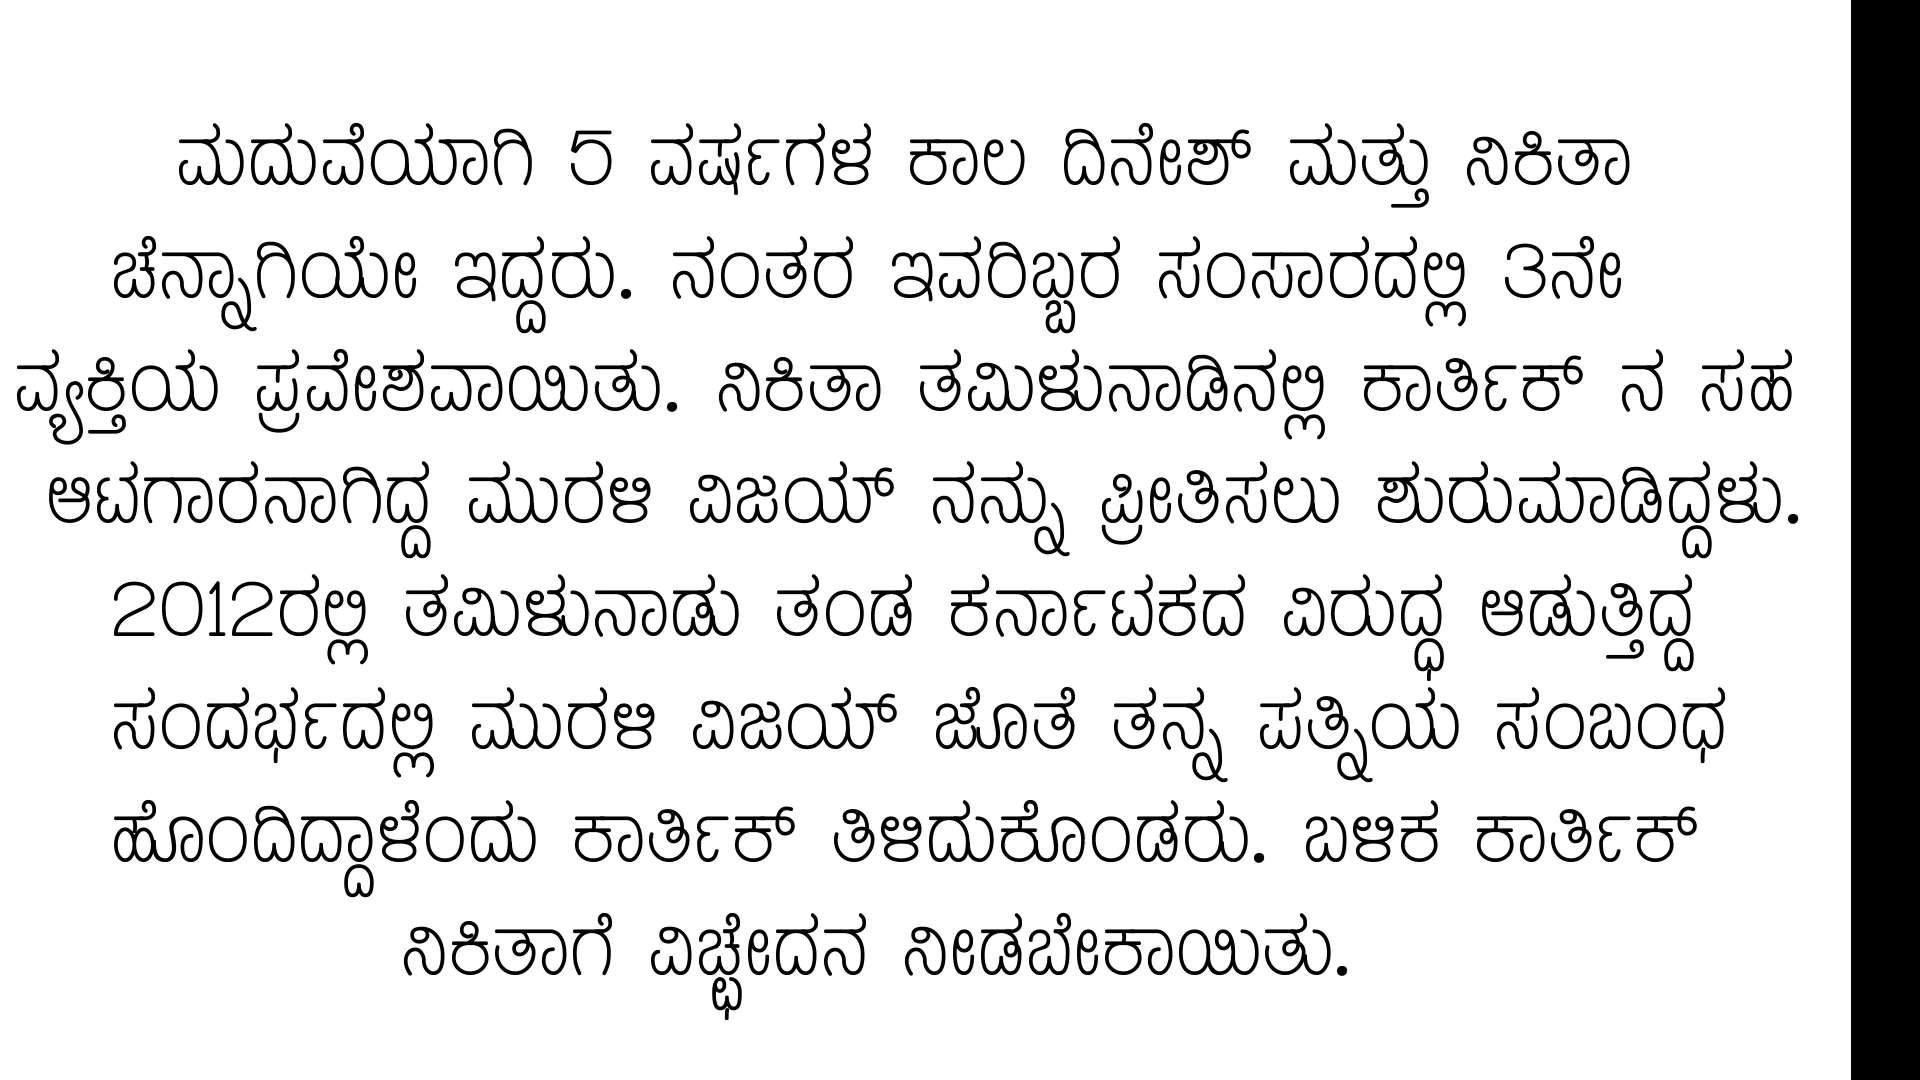 ಮದುವೆಯಾಗಿ 5 ವರ್ಷಗಳ ಕಾಲ ದಿನೇಶ್ ಮತ್ತು ನಿಕಿತಾ
ಚೆನ್ನಾಗಿಯೇ ಇದ್ದರು. ನಂತರ ಇವರಿಬ್ಬರ ಸಂಸಾರದಲ್ಲಿ 3ನೇ
ವ್ಯಕ್ತಿಯ ಪ್ರವೇಶವಾಯಿತು. ನಿಕಿತಾ ತಮಿಳುನಾಡಿನಲ್ಲಿ ಕಾರ್ತಿಕ್ ನ ಸಹ
ಆಟಗಾರನಾಗಿದ್ದ ಮುರಳಿ ವಿಜಯ್ ನನ್ನು ಪ್ರೀತಿಸಲು ಶುರುಮಾಡಿದ್ದಳು.
2012ರಲ್ಲಿ ತಮಿಳುನಾಡು ತಂಡ ಕರ್ನಾಟಕದ ವಿರುದ್ಧ ಆಡುತ್ತಿದ್ದ
ಸಂದರ್ಭದಲ್ಲಿ ಮುರಳಿ ವಿಜಯ್ ಜೊತೆ ತನ್ನ ಪತ್ನಿಯ ಸಂಬಂಧ
ಹೊಂದಿದ್ದಾಳೆಂದು ಕಾರ್ತಿಕ್ ತಿಳಿದುಕೊಂಡರು. ಬಳಿಕ ಕಾರ್ತಿಕ್
ನಿಕಿತಾಗೆ ವಿಚ್ಛೇದನ ನೀಡಬೇಕಾಯಿತು.